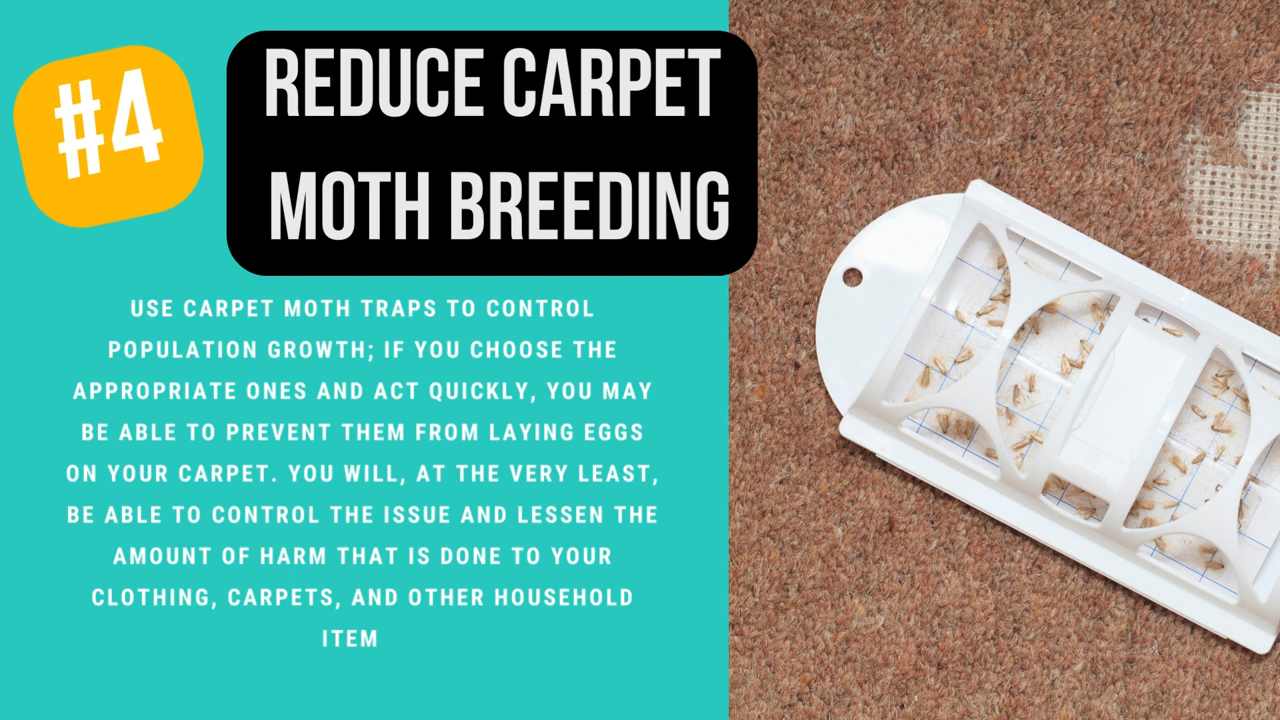 #4
REDUCE CARPET
MOTH BREEDING
USE CARPET MOTH TRAPS TO CONTROL
POPULATION GROWTH; IF YOU CHOOSE THE
APPROPRIATE ONES AND ACT QUICKLY, YOU MAY
BE ABLE TO PREVENT THEM FROM LAYING EGGS
ON YOUR CARPET. YOU WILL, AT THE VERY LEAST,
BE ABLE TO CONTROL THE ISSUE AND LESSEN THE
AMOUNT OF HARM THAT IS DONE TO YOUR
CLOTHING, CARPETS, AND OTHER HOUSEHOLD
ITEM